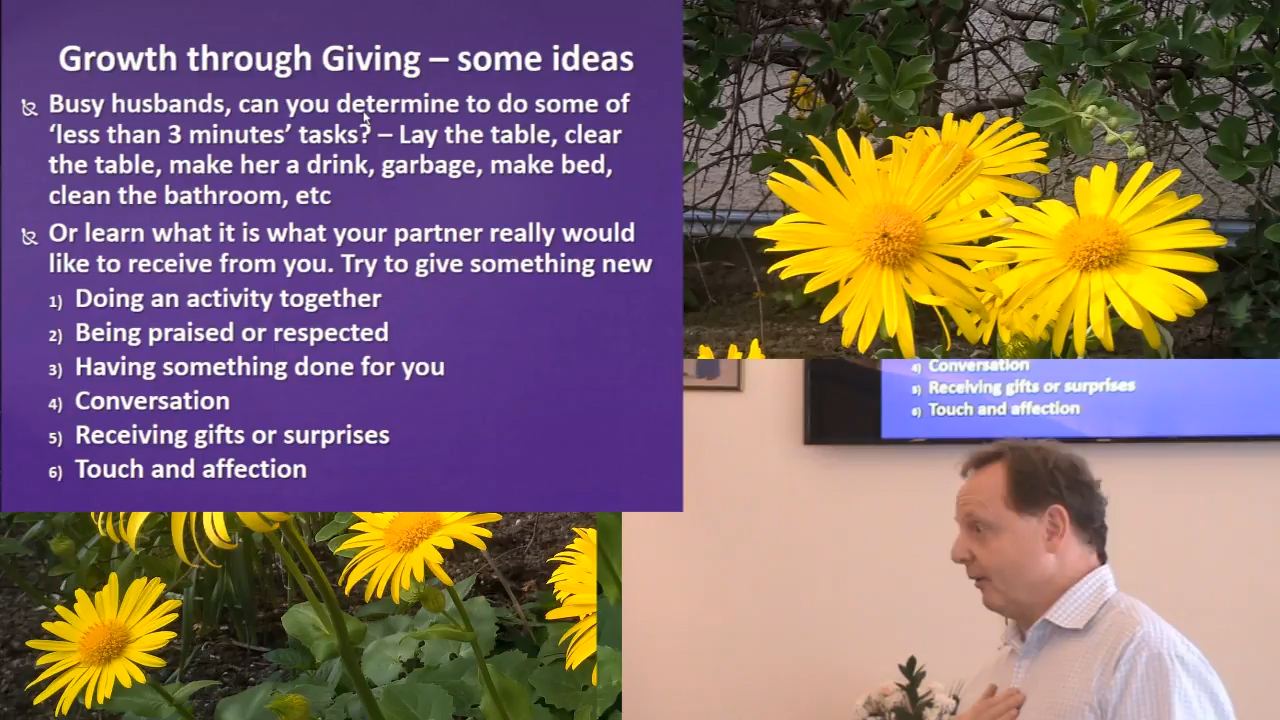 Growth through Giving – some ideas
Busy husbands, can you determine to do some of
‘less than 3 minutes’ tasks? – Lay the table, clear
the table, make her a drink, garbage, make bed,
clean the bathroom, etc
Or learn what it is what your partner really would
like to receive from you. Try to give something new
1) Doing an activity together
2) Being praised or respected
3) Having something done for you
4) Conversation
5) Receiving gifts or surprises
6) Touch and affection
4) Conversation
5) Receiving gifts or surprises
6) Touch and affection